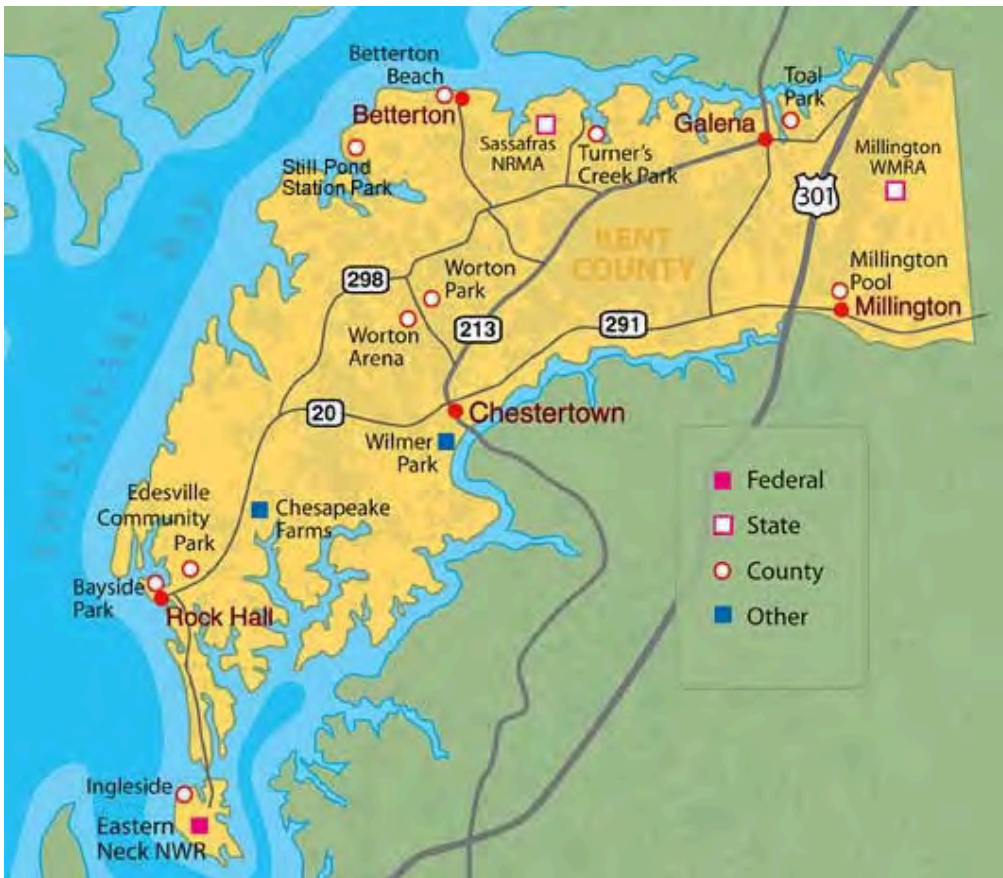 Betterton
Beach
Betterton
Still Pond
Station Park
Sassafras
NRMA
Turner's
Creek Park
Galena
Toal
Park
Millington
WMRA
301
KENT
COUNTY
Millington
Pool
Millington
298
Worton
Park
Worton
Arena
213
291
20
Chestertown
Wilmer
Park
Edesville
Community
Park
Chesapeake
Farms
Bayside
Park
Rock Hall
Ingleside
Eastern
Neck NWR
CHESAPEAKE BAY
Federal
State
County
Other